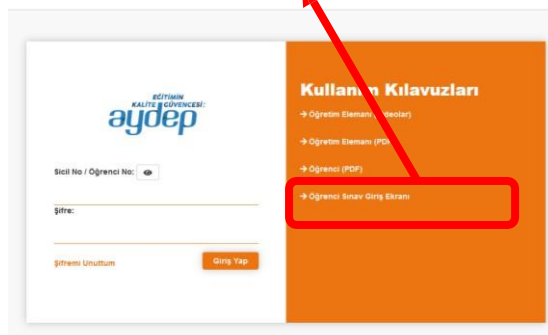 EĞİTİMİN
KALİTE GÜVENCESİ:
aydep
Sicil No / Öğrenci No:
Şifre:
Şifremi Unuttum
Giriş Yap
Kullanım Kılavuzları
→ Öğretim Elemanı (Videolar)
→ Öğretim Elemanı (PDF)
→ Öğrenci (PDF)
→ Öğrenci Sınav Giriş Ekranı